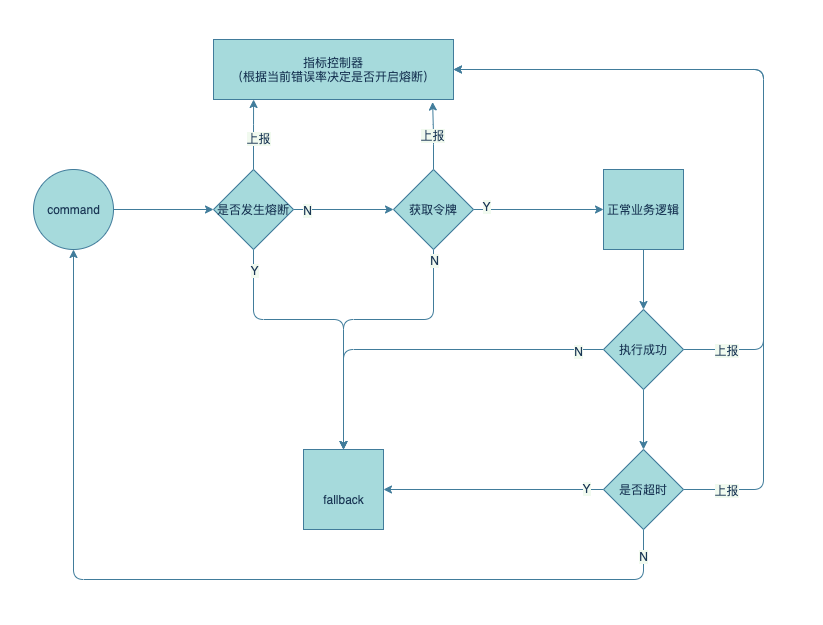 指标控制器
(根据当前错误率决定是否开启熔断)
上报
上报
command
是否发生熔断
N
获取令牌
Y
正常业务逻辑
Y
N
N
执行成功
上报
fallback
Y
是否超时
上报
N